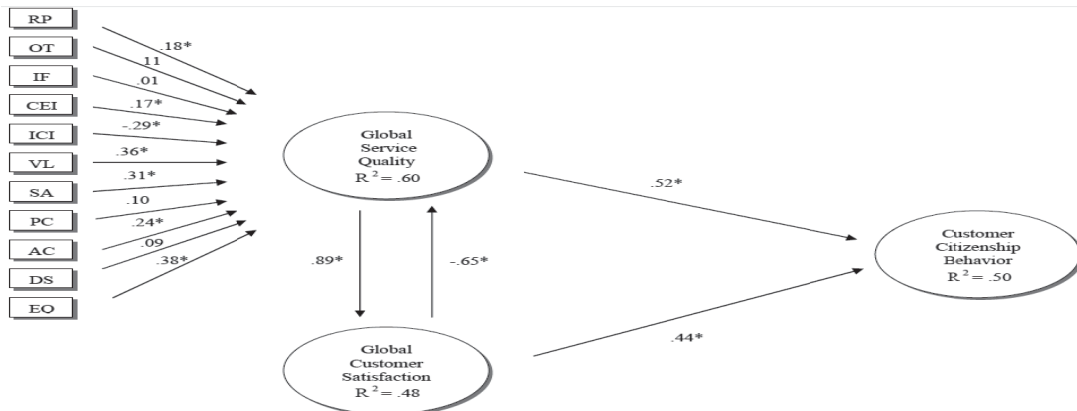 RP
OT
IF
CEI
ICI
VL
SA
PC
AC
DS
EQ
.18*
.11
.01
.17*
-.29*
.36*
.31*
.10
.24*
.09
.38*
Global
Service
Quality
R² = .60
.89*
-.65*
Global
Customer
Satisfaction
R² = .48
.52*
.44*
Customer
Citizenship
Behavior
R² = .50